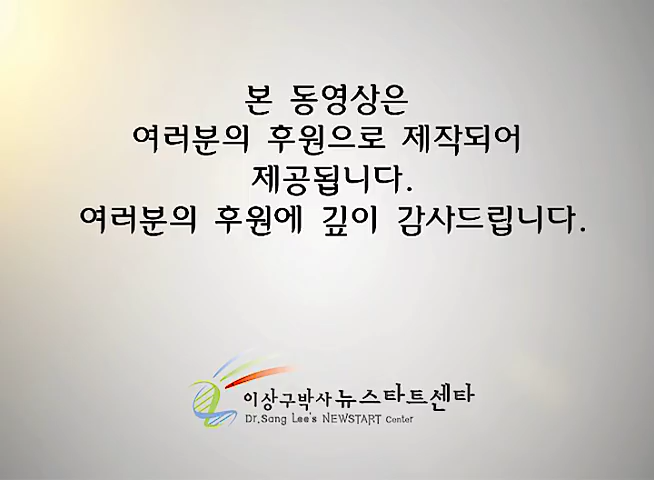 본 동영상은
여러분의 후원으로 제작되어
제공됩니다.
여러분의 후원에 깊이 감사드립니다.
이상구박사 뉴스타트센타
Dr.Sang Lee's NEWSTART Center